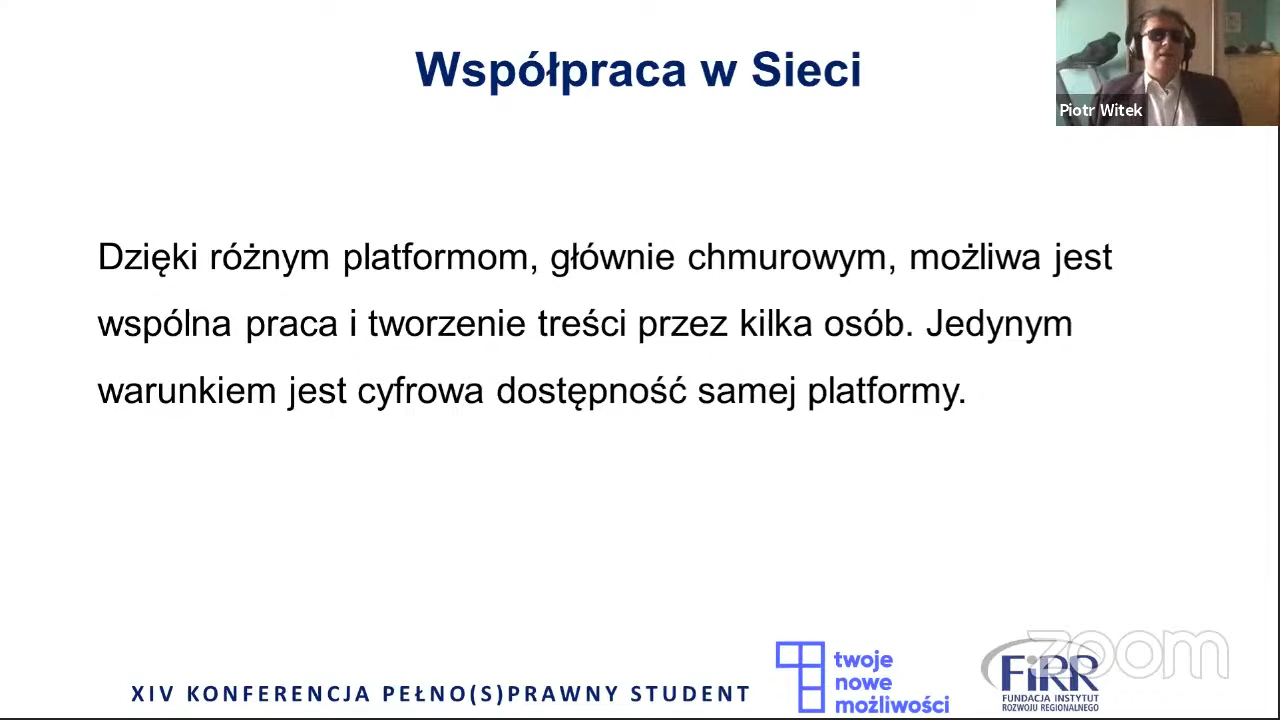 Współpraca w Sieci
Piotr Witek
Dzięki różnym platformom, głównie chmurowym, możliwa jest
wspólna praca i tworzenie treści przez kilka osób. Jedynym
warunkiem jest cyfrowa dostępność samej platformy.
zoom
XIV KONFERENCJA PEŁNO(S)PRAWNY STUDENT
twoje
nowe
możliwości
FiRR
FUNDACJA INSTYTUT
ROZWOJU REGIONALNEGO